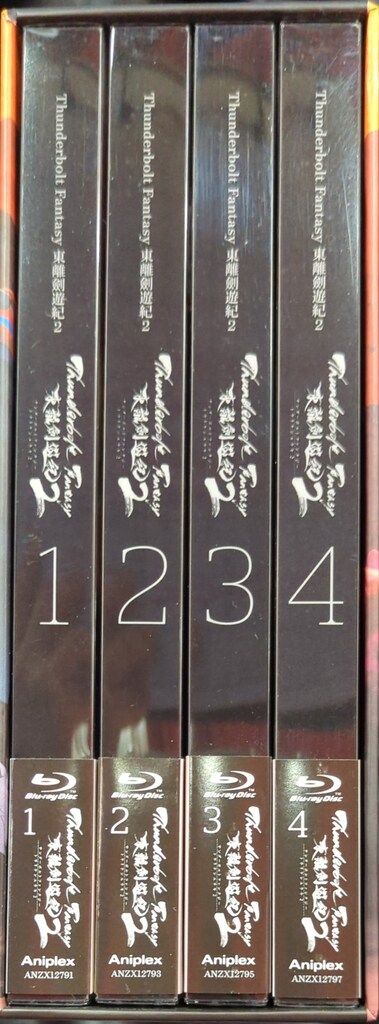 Thunderbolt Fantasy 東離劍遊紀2
Thunderbolt Fantasy
東離劍遊紀2
1
Blu-ray Disc
1
Thunderbolt Fantasy
東離劍遊紀2
Aniplex
ANZX12791
Thunderbolt Fantasy 東離劍遊紀2
Thunderbolt Fantasy
東離劍遊紀2
2
Blu-ray Disc
2
Thunderbolt Fantasy
東離劍遊紀2
Aniplex
ANZX12793
Thunderbolt Fantasy 東離劍遊紀2
Thunderbolt Fantasy
東離劍遊紀2
3
Blu-ray Disc
3
Thunderbolt Fantasy
東離劍遊紀2
Aniplex
ANZX12795
Thunderbolt Fantasy 東離劍遊紀2
Thunderbolt Fantasy
東離劍遊紀2
4
Blu-ray Disc
4
Thunderbolt Fantasy
東離劍遊紀2
Aniplex
ANZX12797